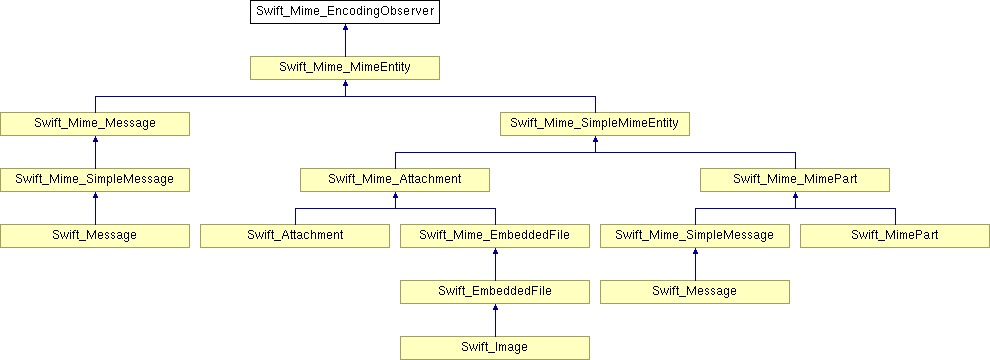 Swift_Mime_EncodingObserver
Swift_Mime_MimeEntity
Swift_Mime_Message
Swift_Mime_SimpleMimeEntity
Swift_Mime_SimpleMessage
Swift_Mime_Attachment
Swift_Mime_MimePart
Swift_Message
Swift_Attachment
Swift_Mime_EmbeddedFile
Swift_Mime_SimpleMessage
Swift_MimePart
Swift_EmbeddedFile
Swift_Message
Swift_Image